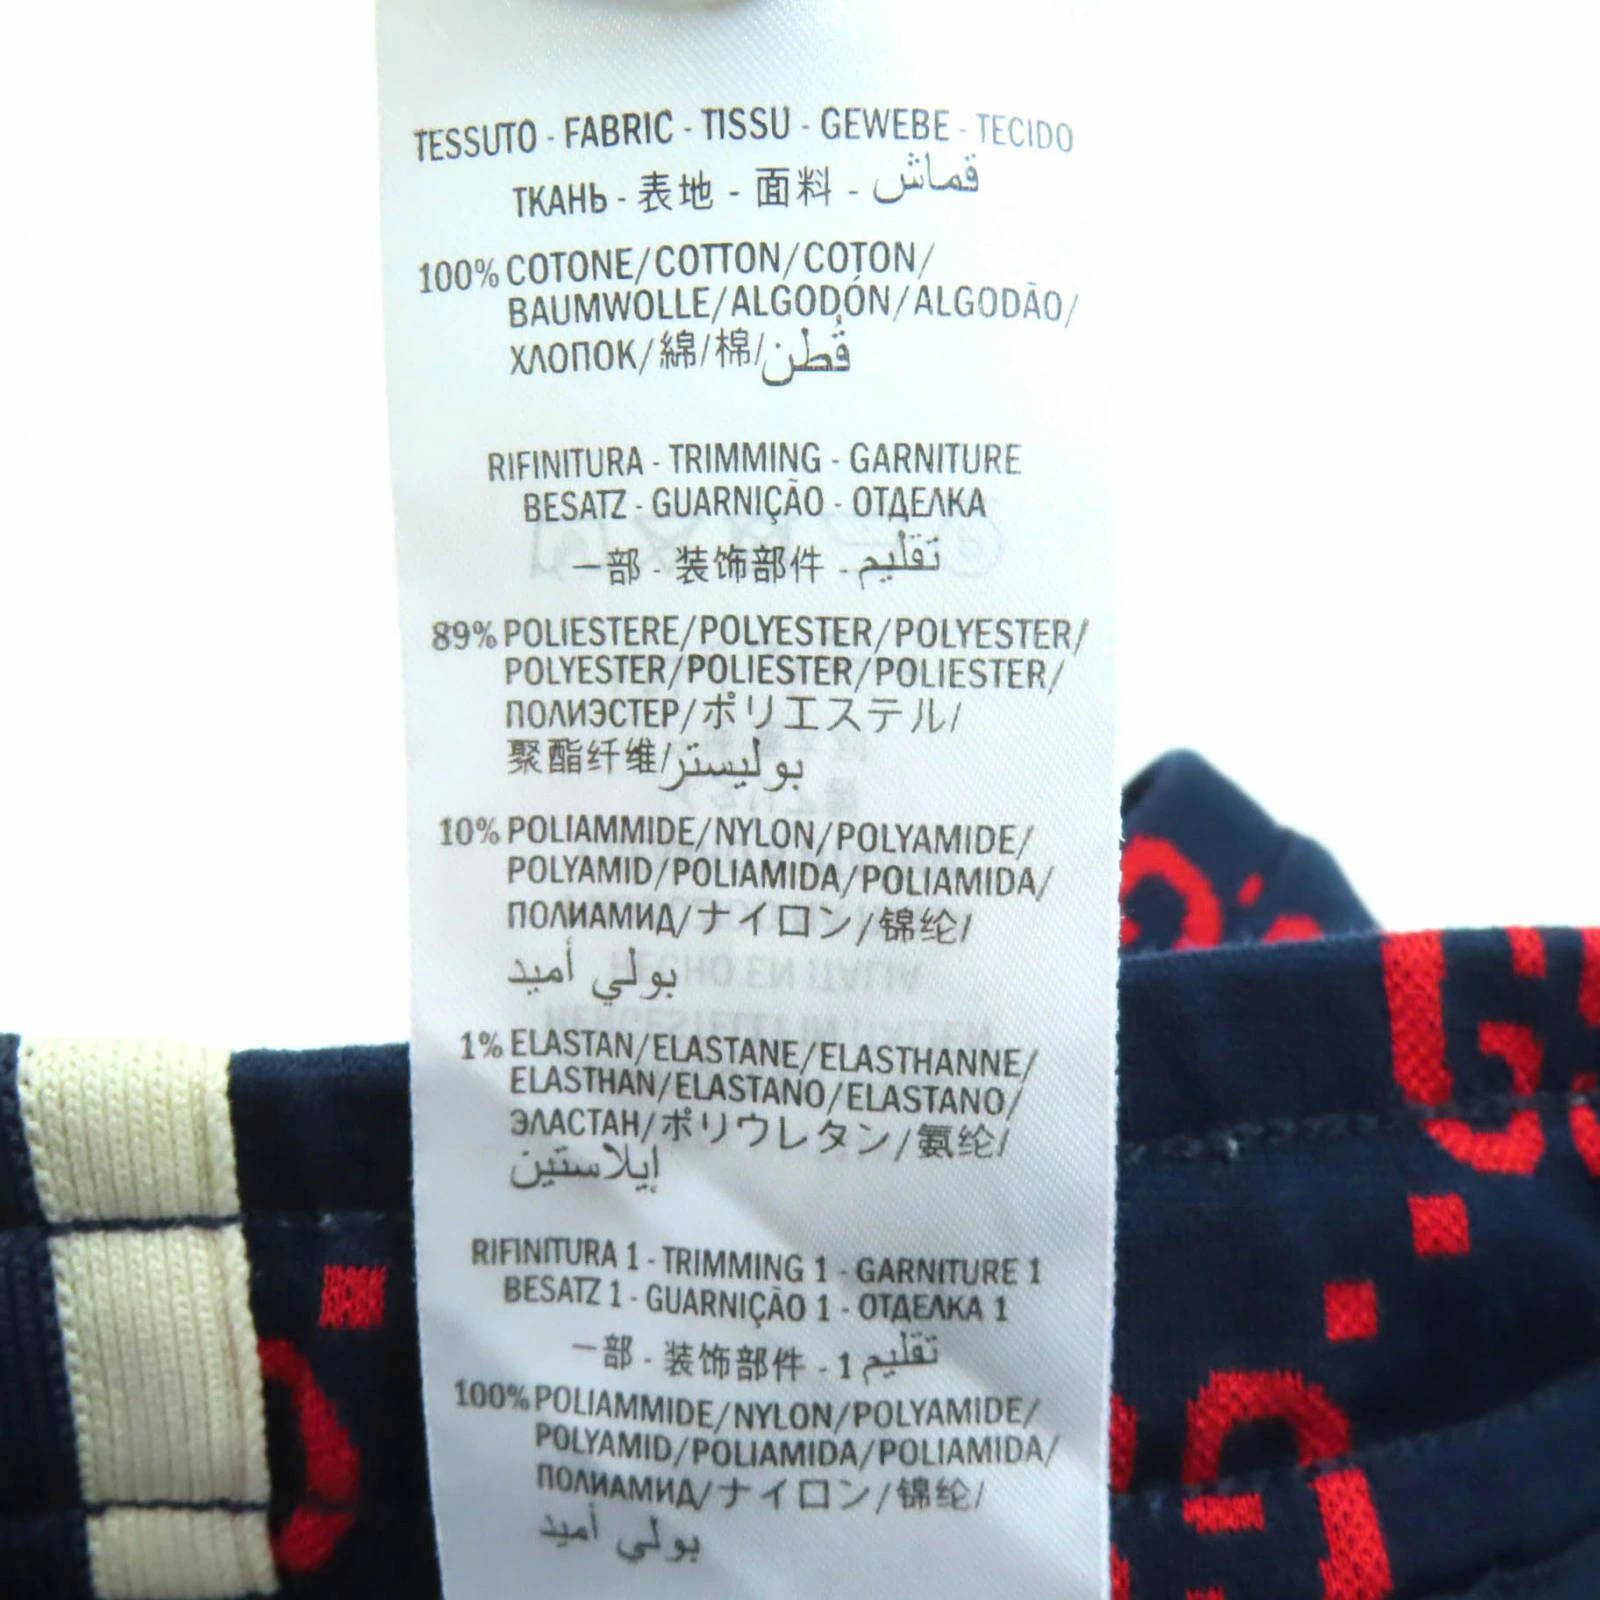 TESSUTO - FABRIC - TISSU - GEWEBE - TECIDO
ТКАНЬ - 表地 - 面料 - قماش
100% COTONE/COTTON/COTON/
BAUMWOLLE/ALGODÓN/ALGODÃO/
ХЛОПОК/綿/棉/قُطن
RIFINITURA - TRIMMING - GARNITURE
BESATZ - GUARNIÇÃO - ОТДЕЛКА
一部 - 装饰部件 - تقليم
89% POLIESTERE/POLYESTER/POLYESTER/
POLYESTER/POLIESTER/POLIESTER/
ПОЛИЭСТЕР/ポリエステル/
聚酯纤维/بوليستر
10% POLIAMMIDE/NYLON/POLYAMIDE/
POLYAMID/POLIAMIDA/POLIAMIDA/
ПОЛИАМИД/ナイロン/锦纶/
بولي أميد
1% ELASTAN/ELASTANE/ELASTHANNE/
ELASTHAN/ELASTANO/ELASTANO/
ЭЛАСТАН/ポリウレタン/氨纶/
إيلاستين
RIFINITURA 1 - TRIMMING 1 - GARNITURE 1
BESATZ 1 - GUARNIÇÃO 1 - ОТДЕЛКА 1
一部 - 装饰部件 - 1 تقليم
100% POLIAMMIDE/NYLON/POLYAMIDE/
POLYAMID/POLIAMIDA/POLIAMIDA/
ПОЛИАМИД/ナイロン/锦纶/
بولي أميد